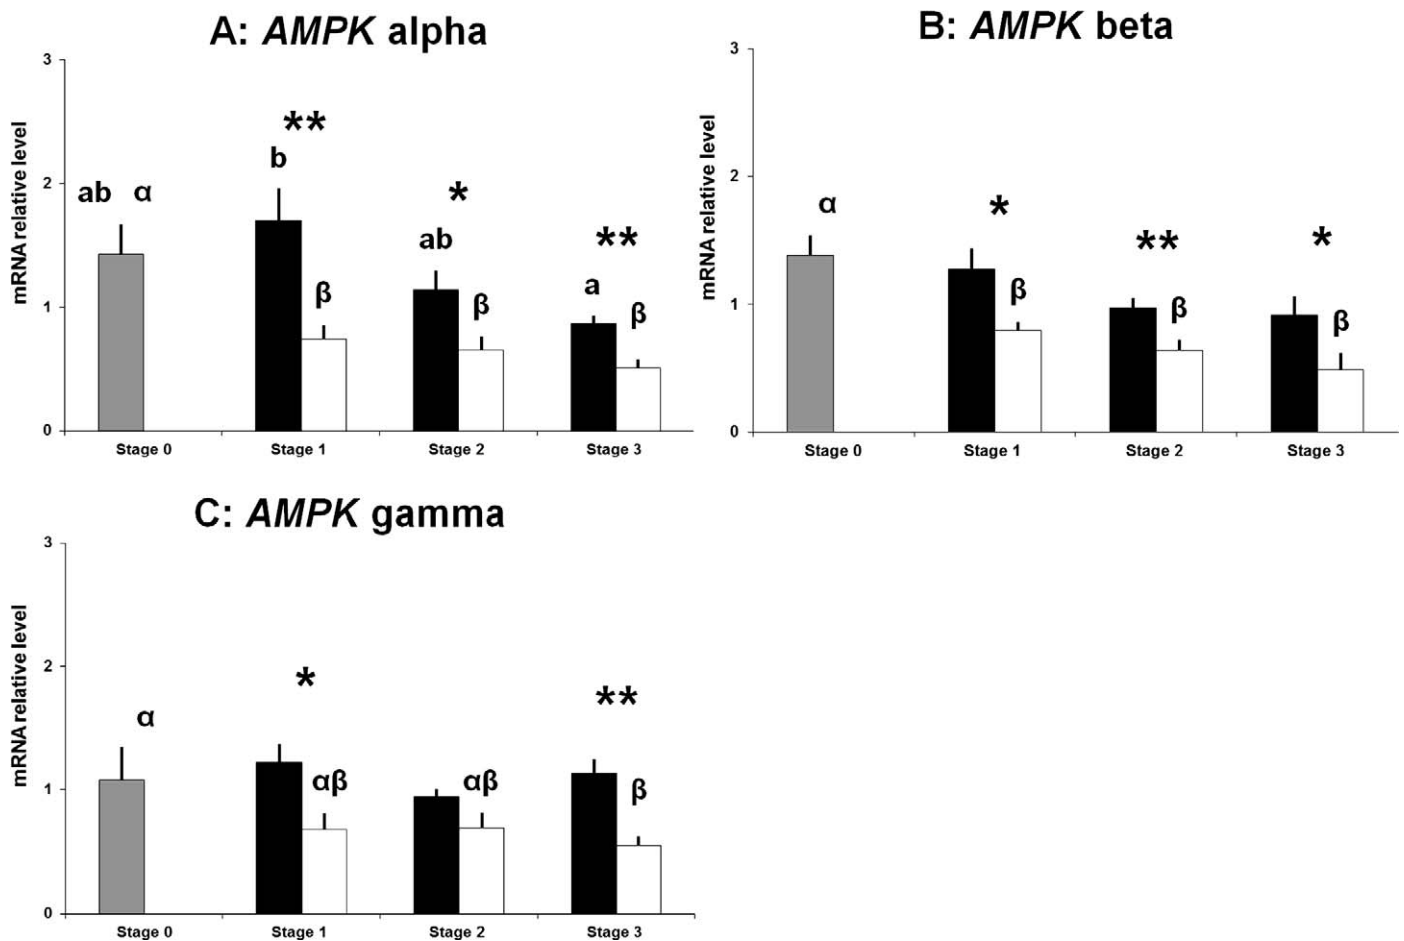 A: AMPK alpha
mRNA relative level
3
2
1
0
ab α
b
**
β
ab
*
β
a
**
β
Stage 0 Stage 1 Stage 2 Stage 3
B: AMPK beta
mRNA relative level
3
2
1
0
α
*
β
**
β
*
β
Stage 0 Stage 1 Stage 2 Stage 3
C: AMPK gamma
mRNA relative level
3
2
1
0
α
*
αβ
αβ
**
β
Stage 0 Stage 1 Stage 2 Stage 3